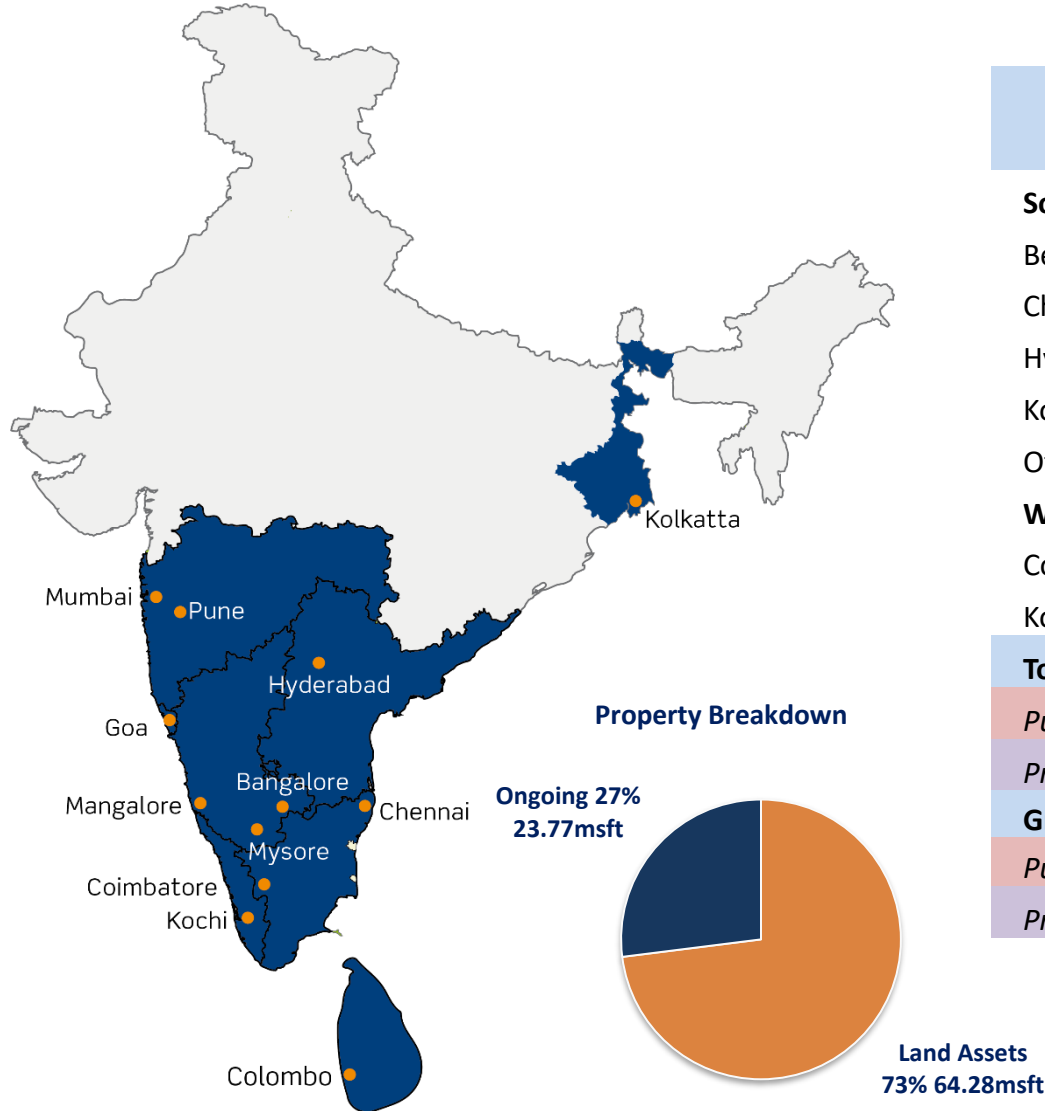 Kolkatta
Mumbai
Pune
Hyderabad
Goa
Bangalore
Mangalore
Chennai
Mysore
Coimbatore
Kochi
Colombo
Property Breakdown
Ongoing 27%
23.77msft
Land Assets
73% 64.28msft